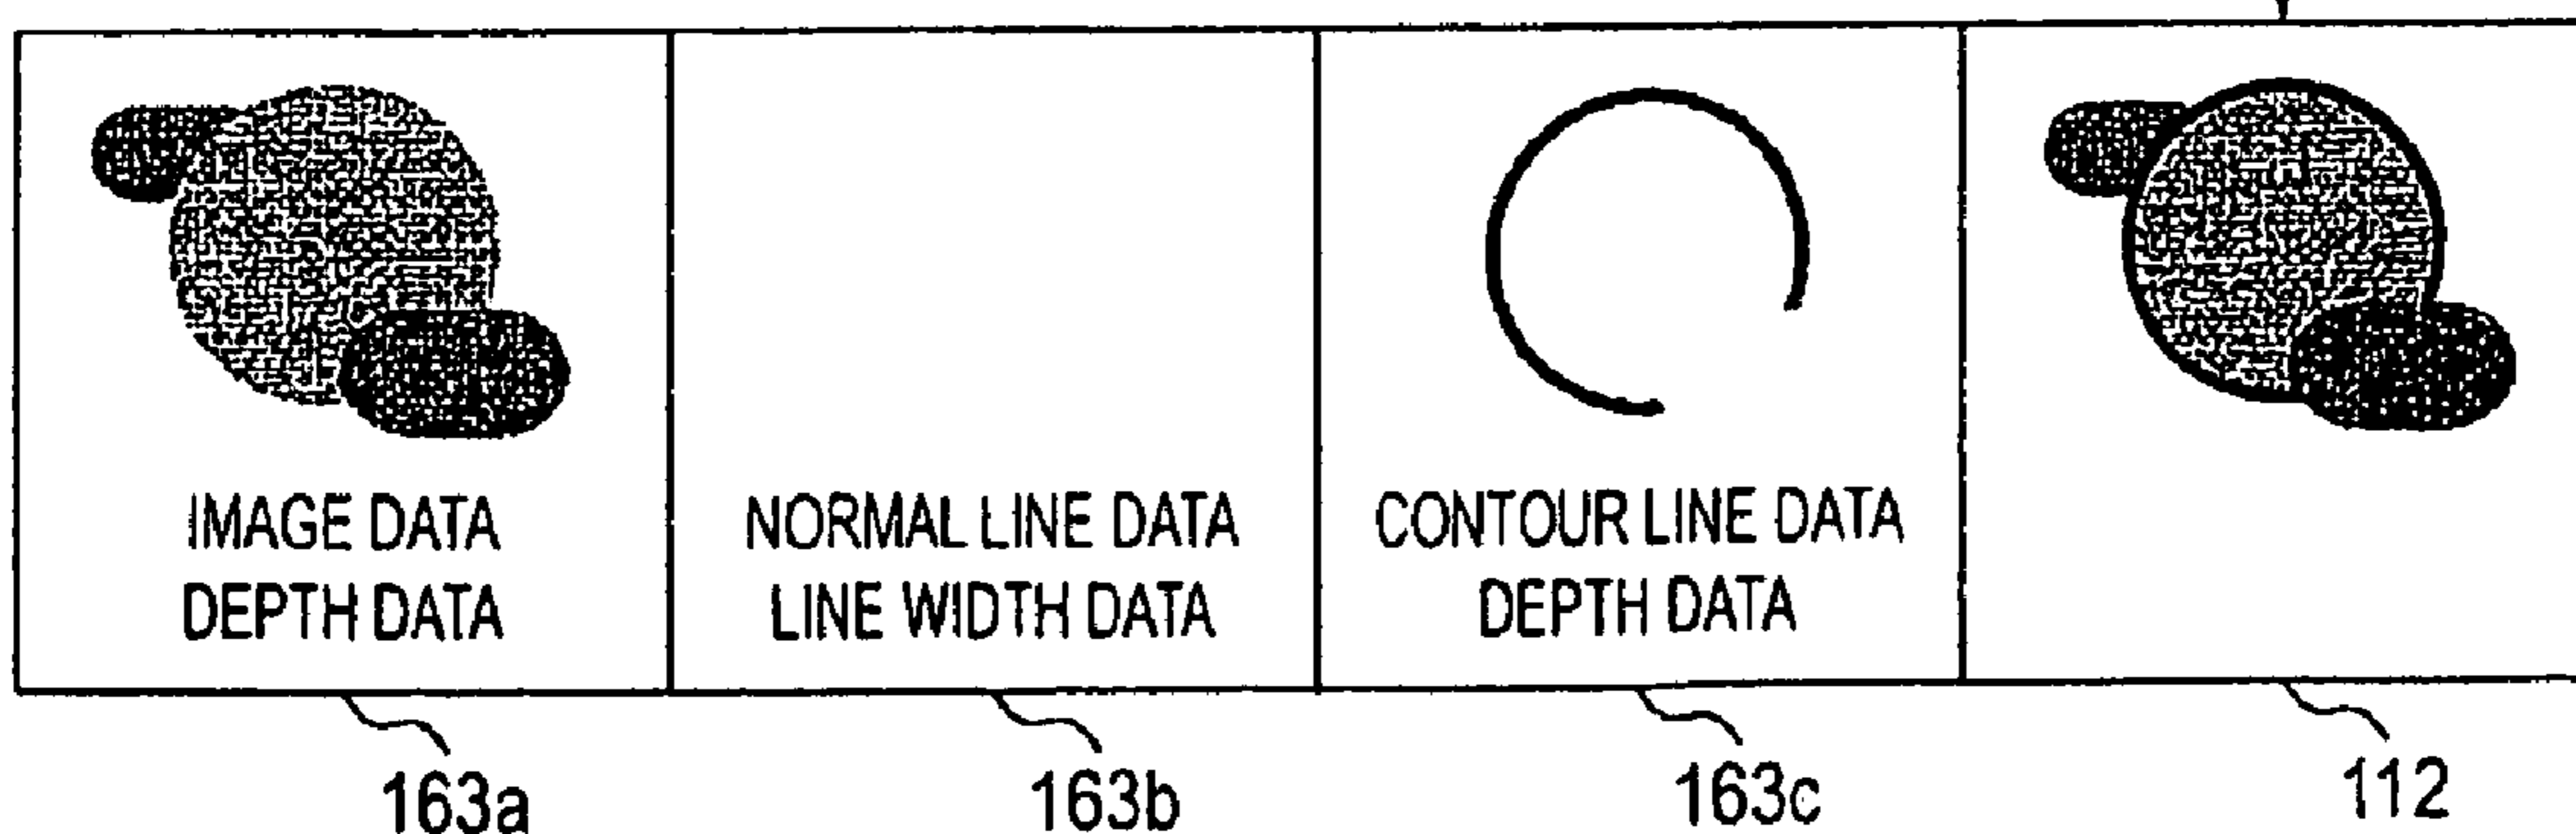 IMAGE DATA
DEPTH DATA
NORMAL LINE DATA
LINE WIDTH DATA
CONTOUR LINE DATA
DEPTH DATA
163a
163b
163c
112